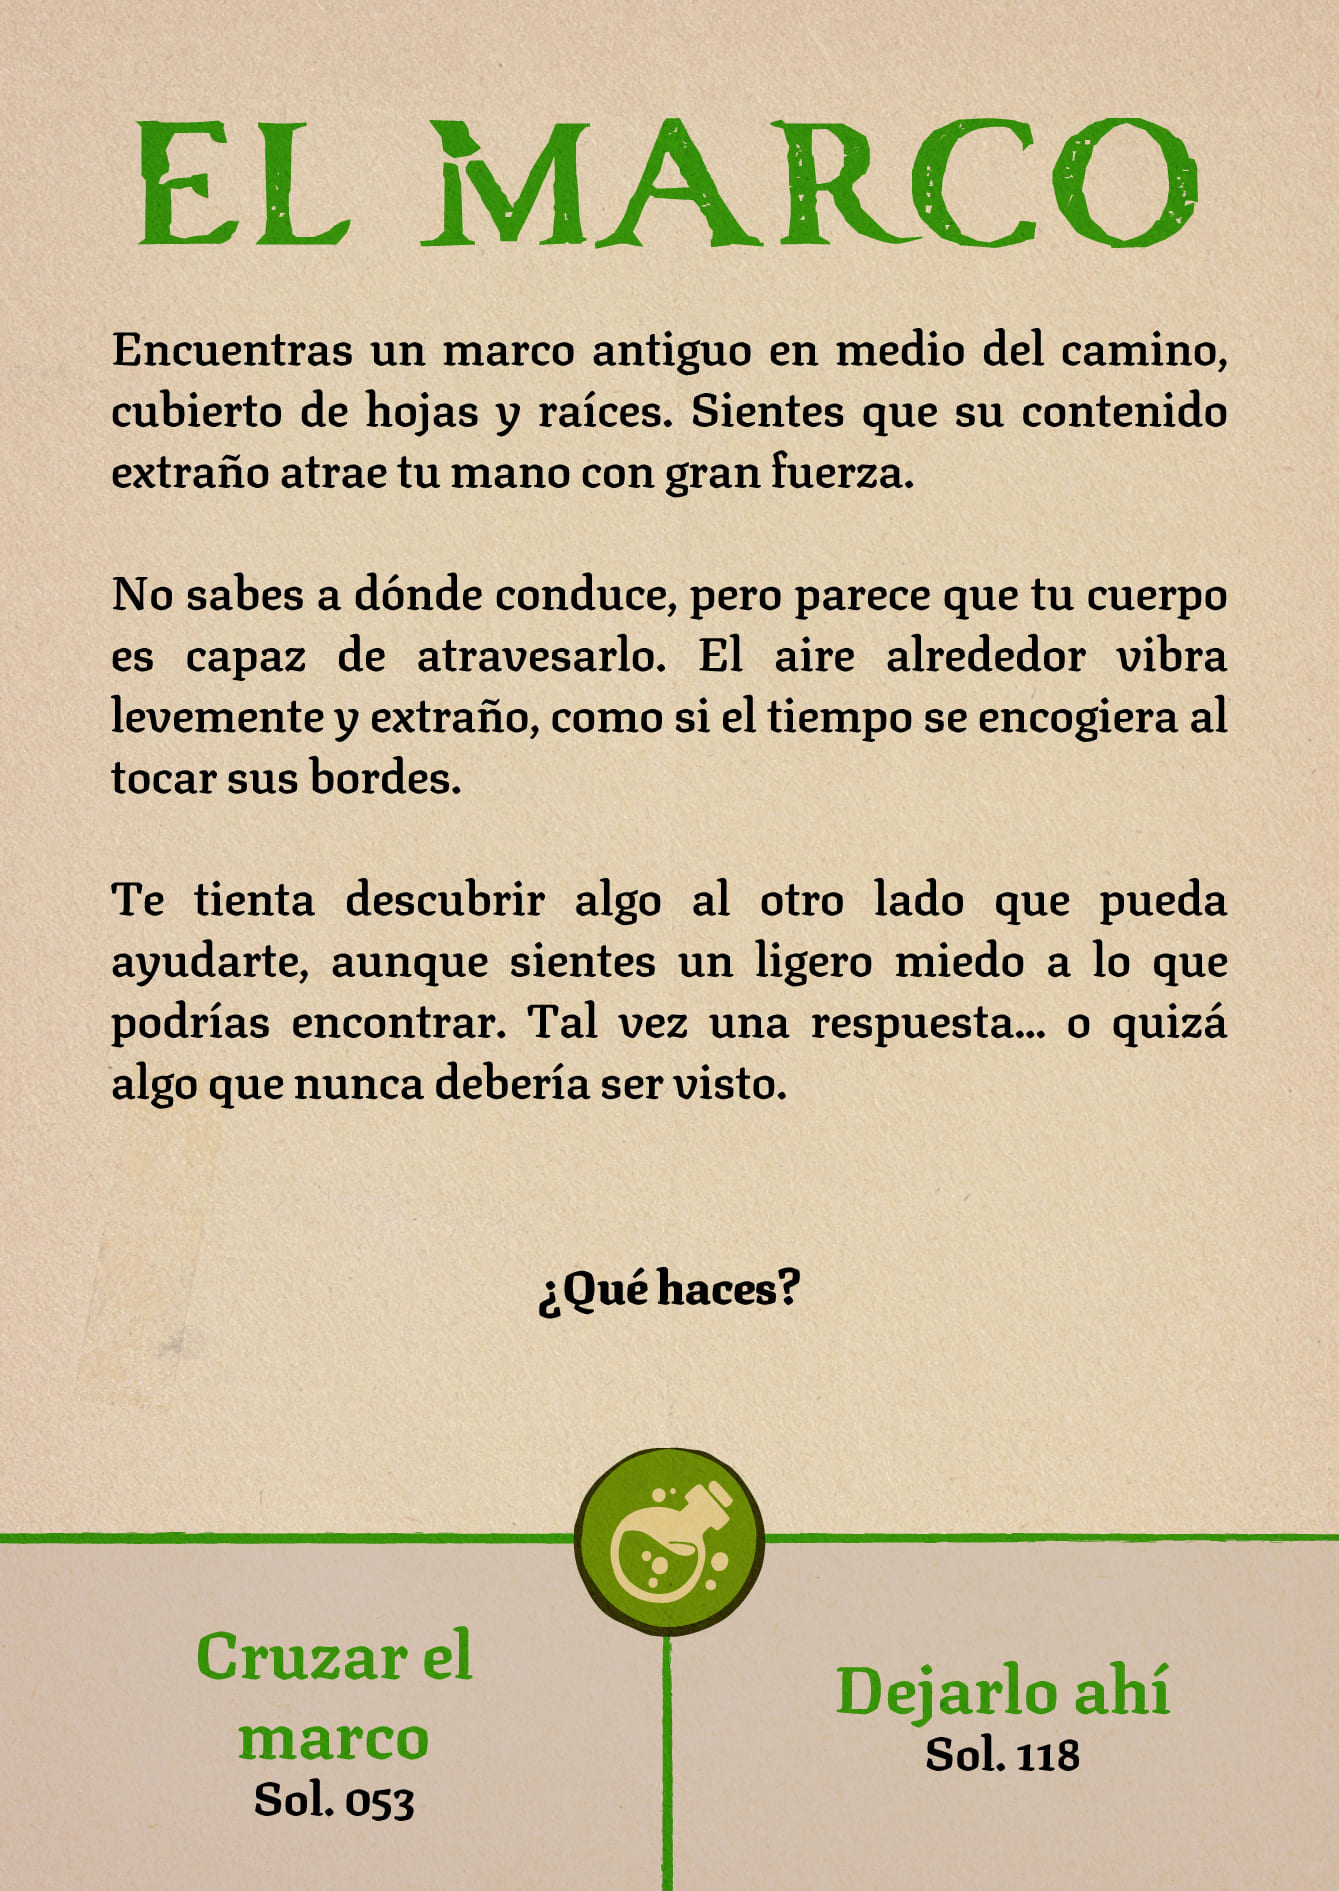 EL MARCO
Encuentras un marco antiguo en medio del camino,
cubierto de hojas y raíces. Sientes que su contenido
extraño atrae tu mano con gran fuerza.
No sabes a dónde conduce, pero parece que tu cuerpo
es capaz de atravesarlo. El aire alrededor vibra
levemente y extraño, como si el tiempo se encogiera al
tocar sus bordes.
Te tienta descubrir algo al otro lado que pueda
ayudarte, aunque sientes un ligero miedo a lo que
podrías encontrar. Tal vez una respuesta... o quizá
algo que nunca debería ser visto.
¿Qué haces?
Cruzar el
marco
Sol. 053
Dejarlo ahí
Sol. 118